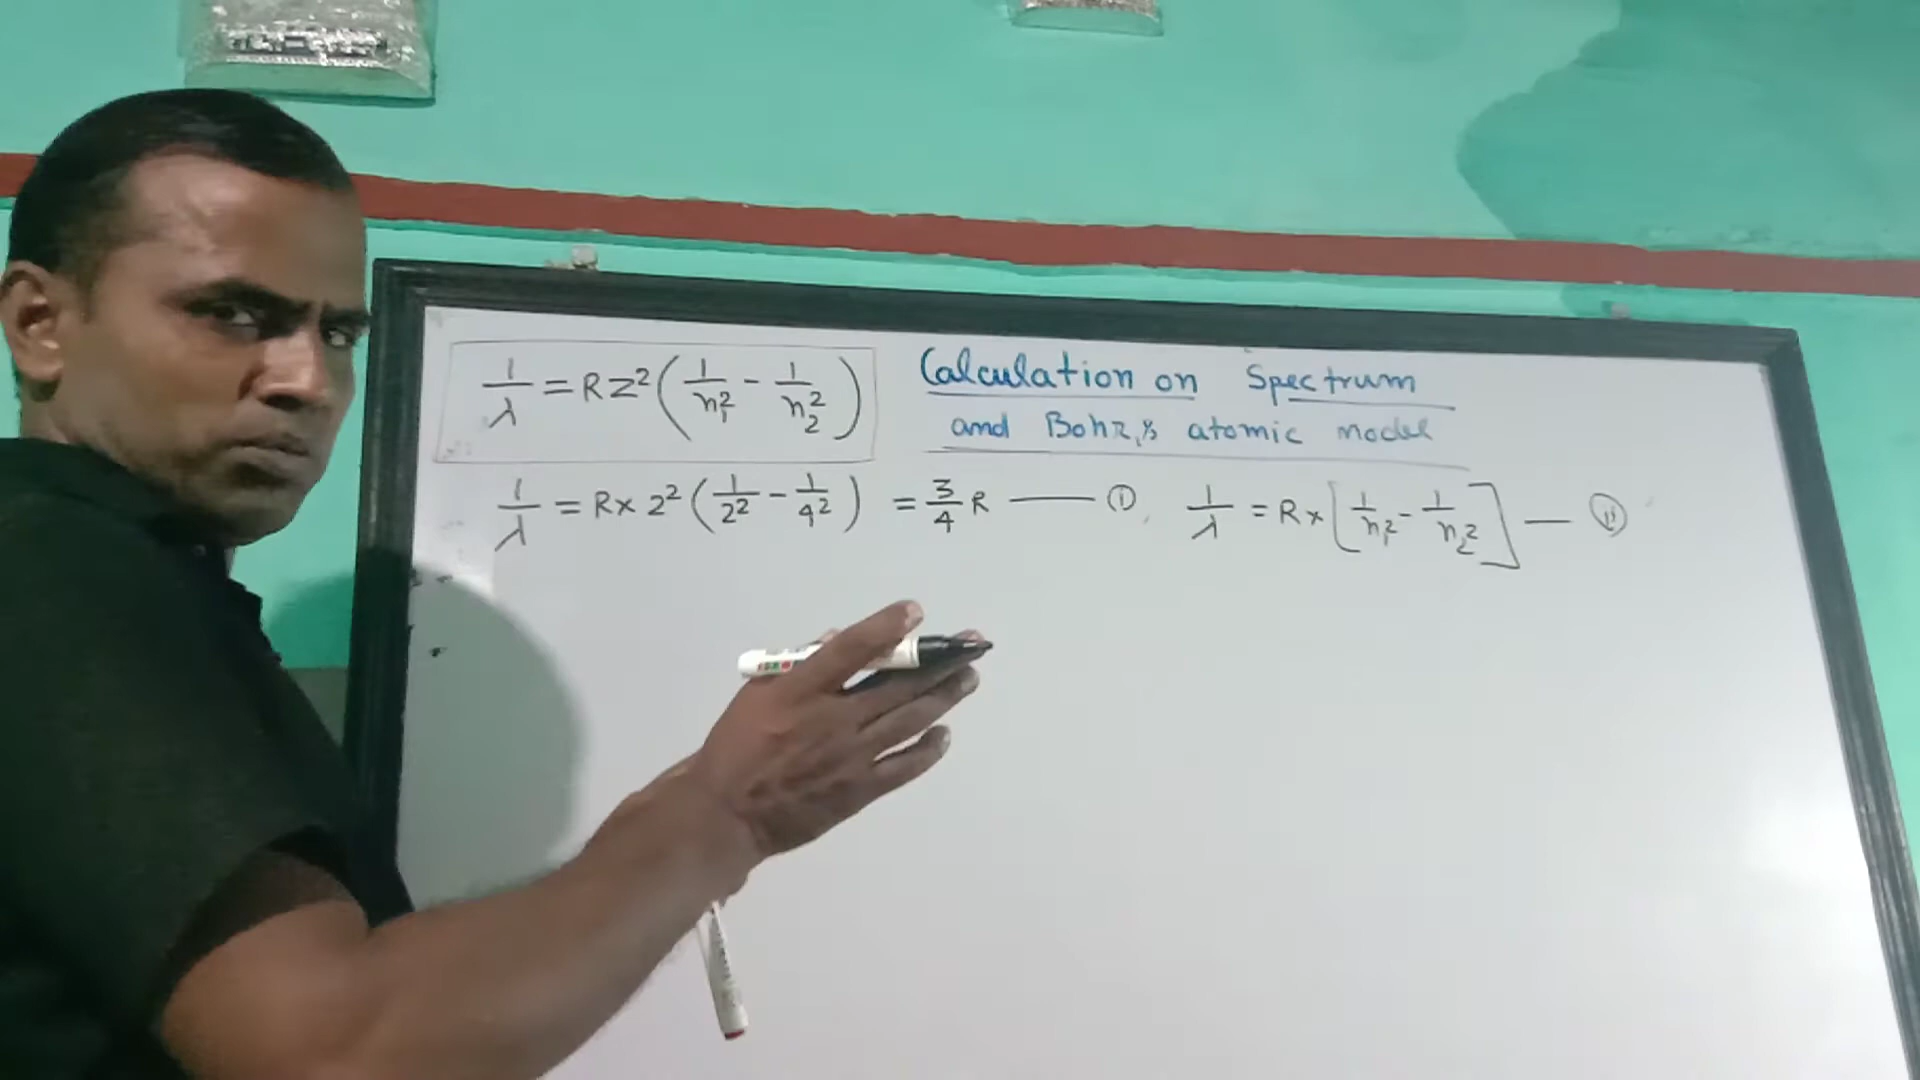 1/λ = RZ²(1/n₁² - 1/n₂²)
Calculation on Spectrum
and Bohr,s atomic model
1/λ = R× 2²(1/2² - 1/4²) = 3/4 R —— ①
1/λ = R×[1/n₁² - 1/n₂²] — ②